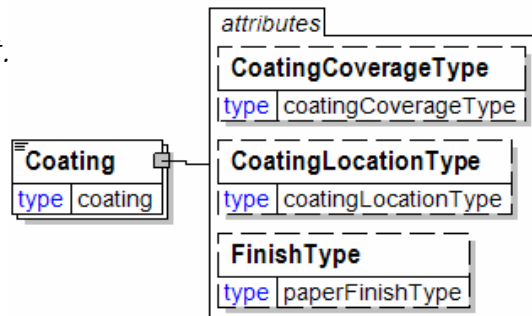 attributes
CoatingCoverageType
type coatingCoverageType
Coating
type coating
CoatingLocationType
type coatingLocationType
FinishType
type paperFinishType